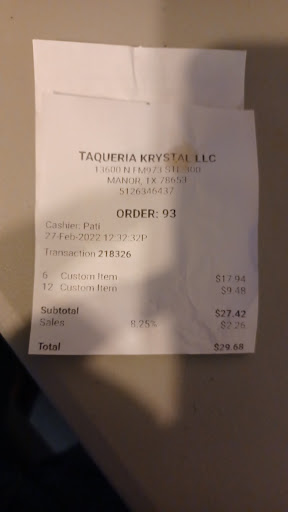 TAQUERIA KRYSTAL LLC
13600 N FM973 STE 300
MANOR, TX 78653
5126346437
ORDER: 93
Cashier: Pati
27-Feb-2022 12:32:32P
Transaction 218326
6 Custom Item $17.94
12 Custom Item $9.48
Subtotal $27.42
Sales 8.25% $2.26
Total $29.68